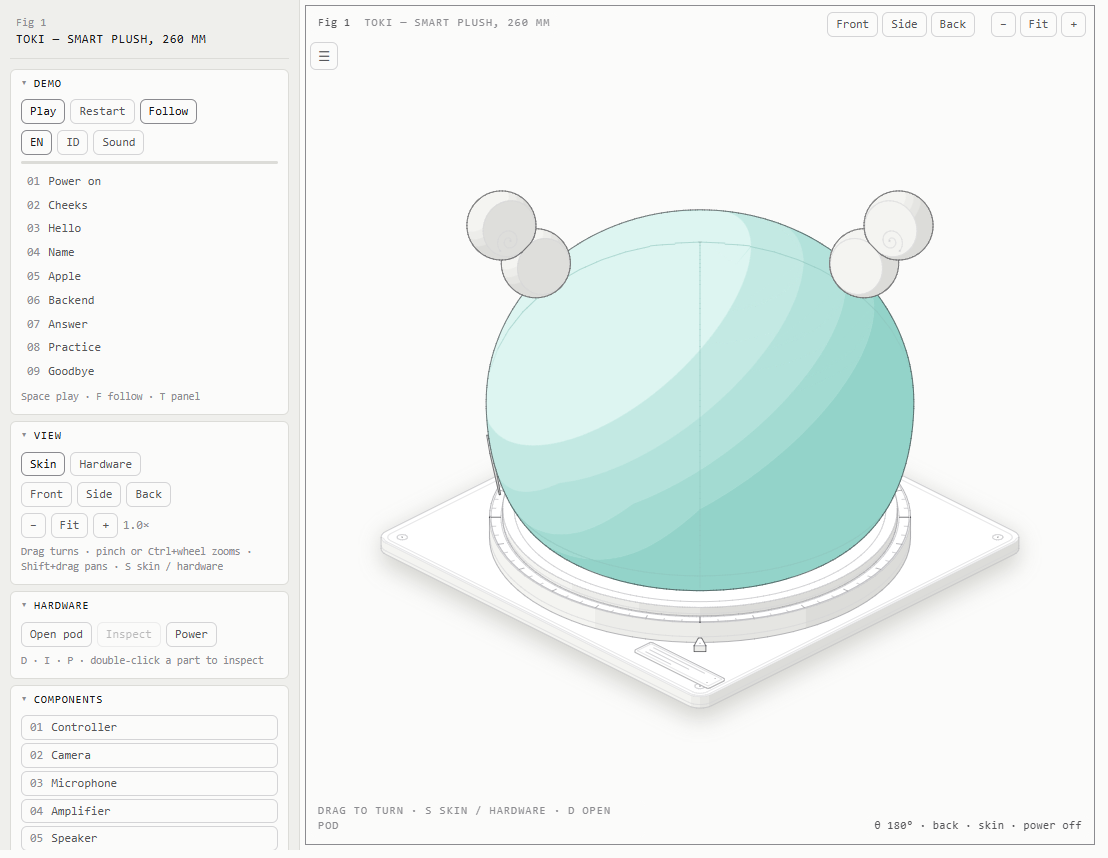 Fig 1
TOKI — SMART PLUSH, 260 MM
DEMO
Play Restart Follow
EN ID Sound
01 Power on
02 Cheeks
03 Hello
04 Name
05 Apple
06 Backend
07 Answer
08 Practice
09 Goodbye
Space play · F follow · T panel
VIEW
Skin Hardware
Front Side Back
− Fit + 1.0×
Drag turns · pinch or Ctrl+wheel zooms ·
Shift+drag pans · S skin / hardware
HARDWARE
Open pod Inspect Power
D · I · P · double-click a part to inspect
COMPONENTS
01 Controller
02 Camera
03 Microphone
04 Amplifier
05 Speaker
Fig 1 TOKI — SMART PLUSH, 260 MM
Front Side Back − Fit +
DRAG TO TURN · S SKIN / HARDWARE · D OPEN
POD
θ 180° · back · skin · power off